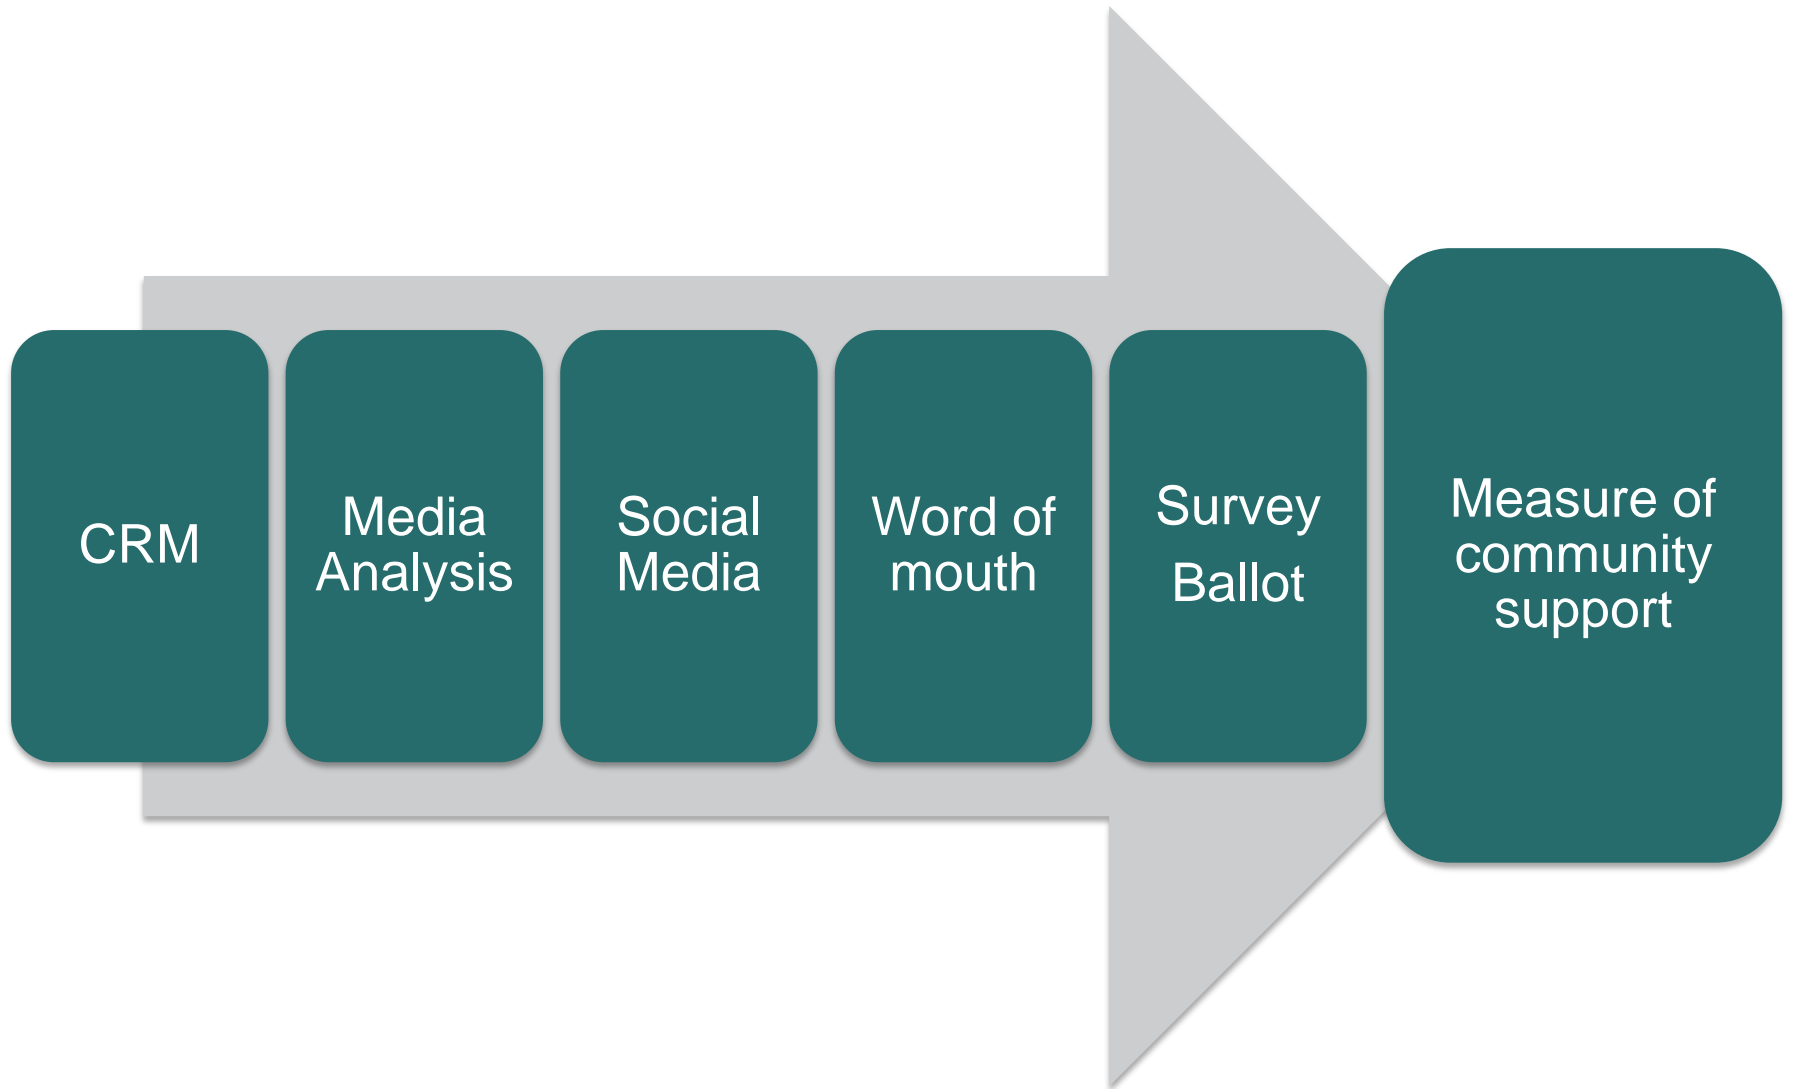 CRM
Media
Analysis
Social
Media
Word of
mouth
Survey
Ballot
Measure of
community
support